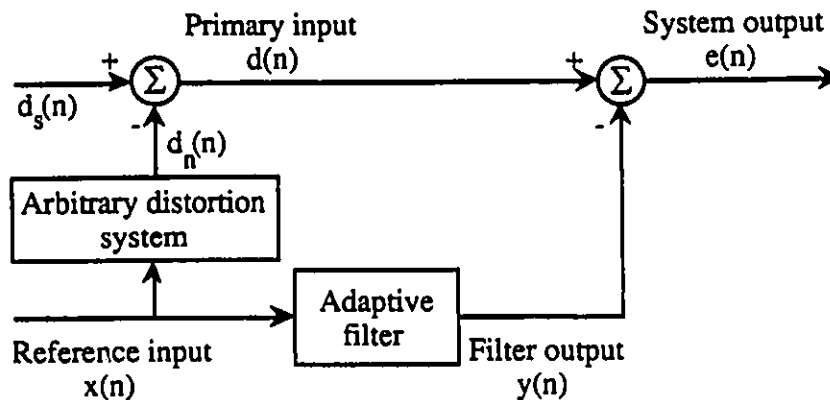 Primary input
d(n)
System output
e(n)
+
Σ
+
Σ
d_s(n)
-
-
d_n(n)
Arbitrary distortion
system
Adaptive
filter
Reference input
x(n)
Filter output
y(n)